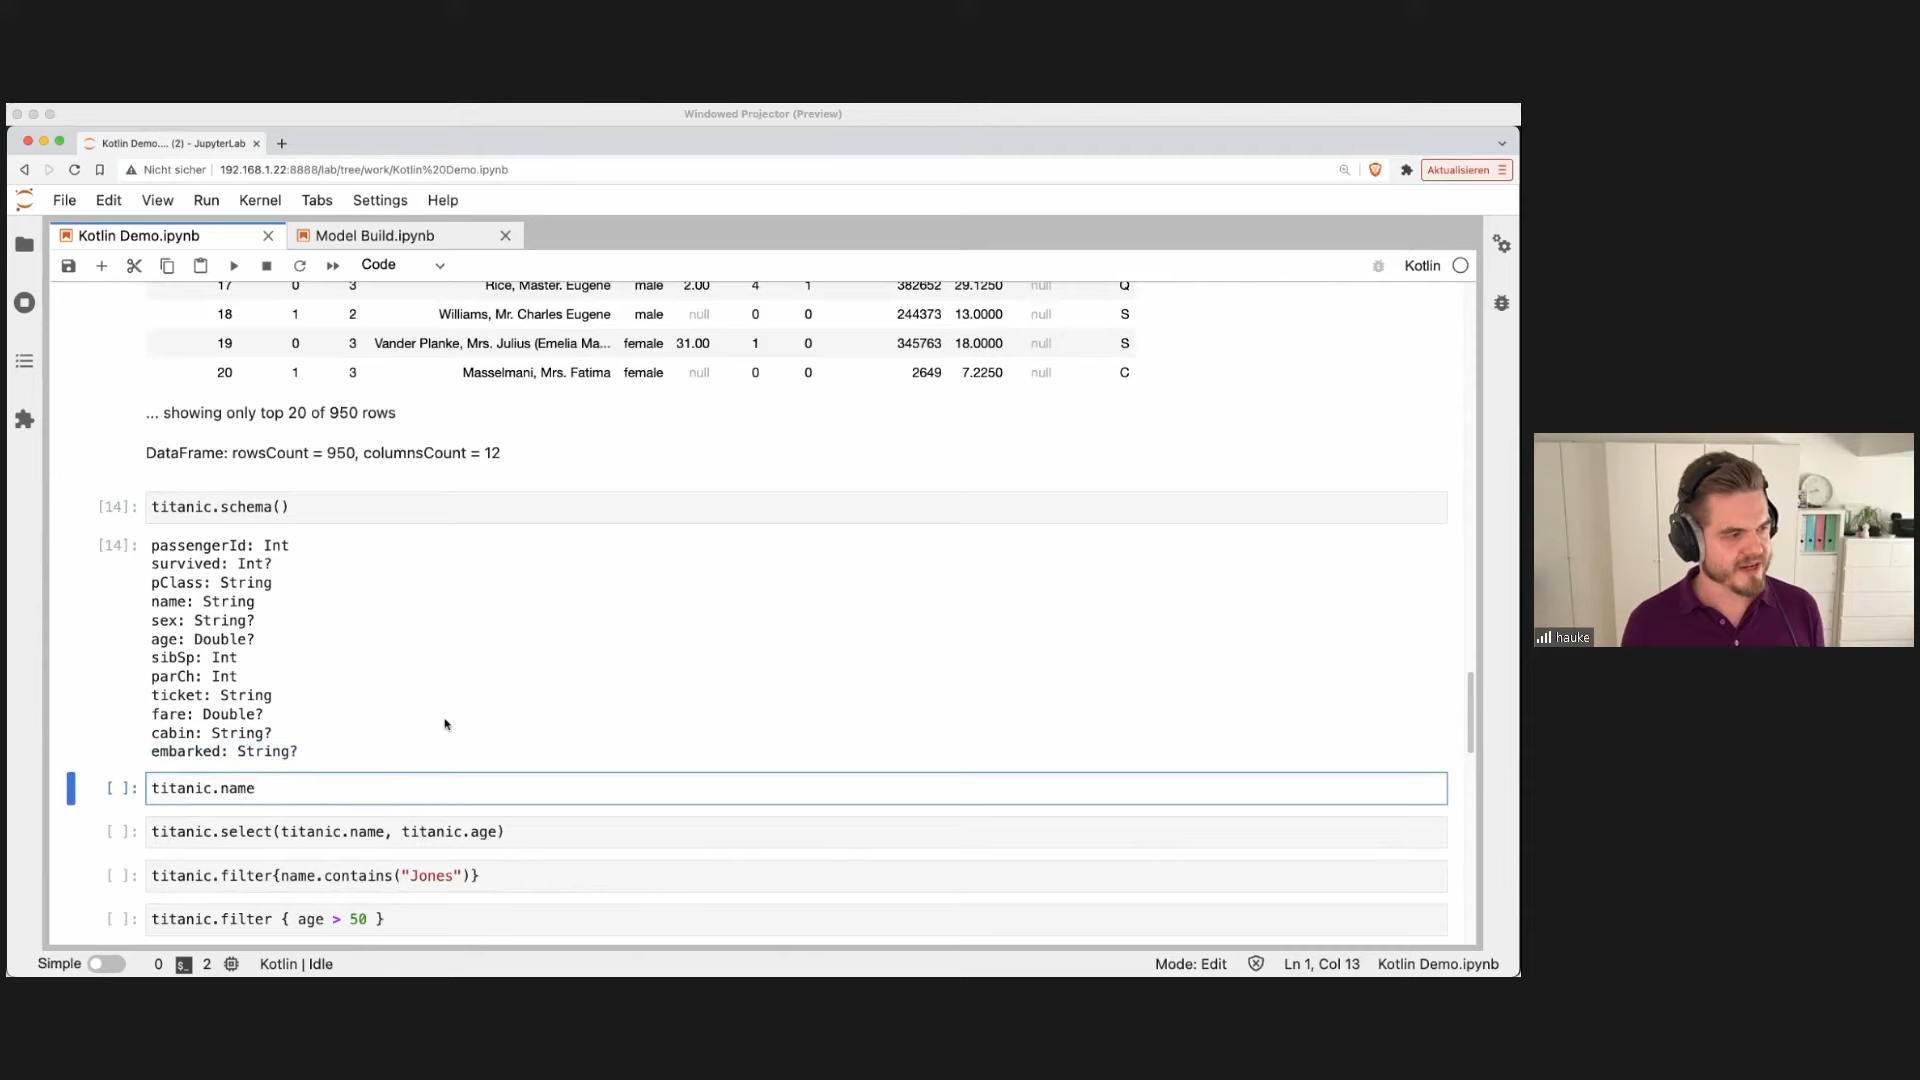 Windowed Projector (Preview)
Kotlin Demo.... (2) - JupyterLab
Nicht sicher 192.168.1.22:8888/lab/tree/work/Kotlin%20Demo.ipynb
Aktualisieren
File Edit View Run Kernel Tabs Settings Help
Kotlin Demo.ipynb
Model Build.ipynb
Code
Kotlin
17 0 3 Rice, Master. Eugene male 2.00 4 1 382652 29.1250 null Q
18 1 2 Williams, Mr. Charles Eugene male null 0 0 244373 13.0000 null S
19 0 3 Vander Planke, Mrs. Julius (Emelia Ma... female 31.00 1 0 345763 18.0000 null S
20 1 3 Masselmani, Mrs. Fatima female null 0 0 2649 7.2250 null C
... showing only top 20 of 950 rows
DataFrame: rowsCount = 950, columnsCount = 12
[14]: titanic.schema()
[14]: passengerId: Int
survived: Int?
pClass: String
name: String
sex: String?
age: Double?
sibSp: Int
parCh: Int
ticket: String
fare: Double?
cabin: String?
embarked: String?
[ ]: titanic.name
[ ]: titanic.select(titanic.name, titanic.age)
[ ]: titanic.filter{name.contains("Jones")}
[ ]: titanic.filter { age > 50 }
Simple 0 $_ 2 Kotlin | Idle Mode: Edit Ln 1, Col 13 Kotlin Demo.ipynb
hauke